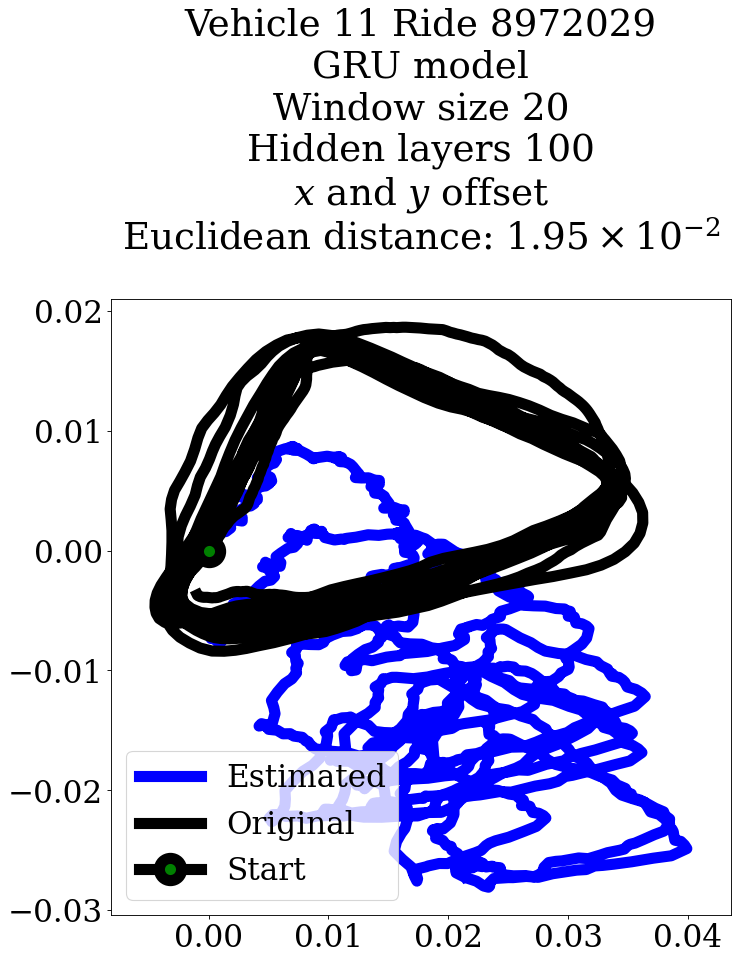 Vehicle 11 Ride 8972029
GRU model
Window size 20
Hidden layers 100
x and y offset
Euclidean distance: 1.95 × 10⁻²
0.02
0.01
0.00
−0.01
−0.02
−0.03
Estimated
Original
Start
0.00 0.01 0.02 0.03 0.04